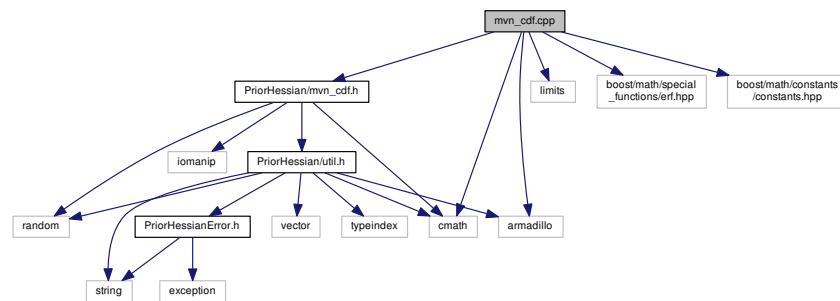 mvn_cdf.cpp
PriorHessian/mvn_cdf.h
limits
boost/math/special
_functions/erf.hpp
boost/math/constants
/constants.hpp
iomanip
PriorHessian/util.h
random
PriorHessianError.h
vector
typeindex
cmath
armadillo
string
exception